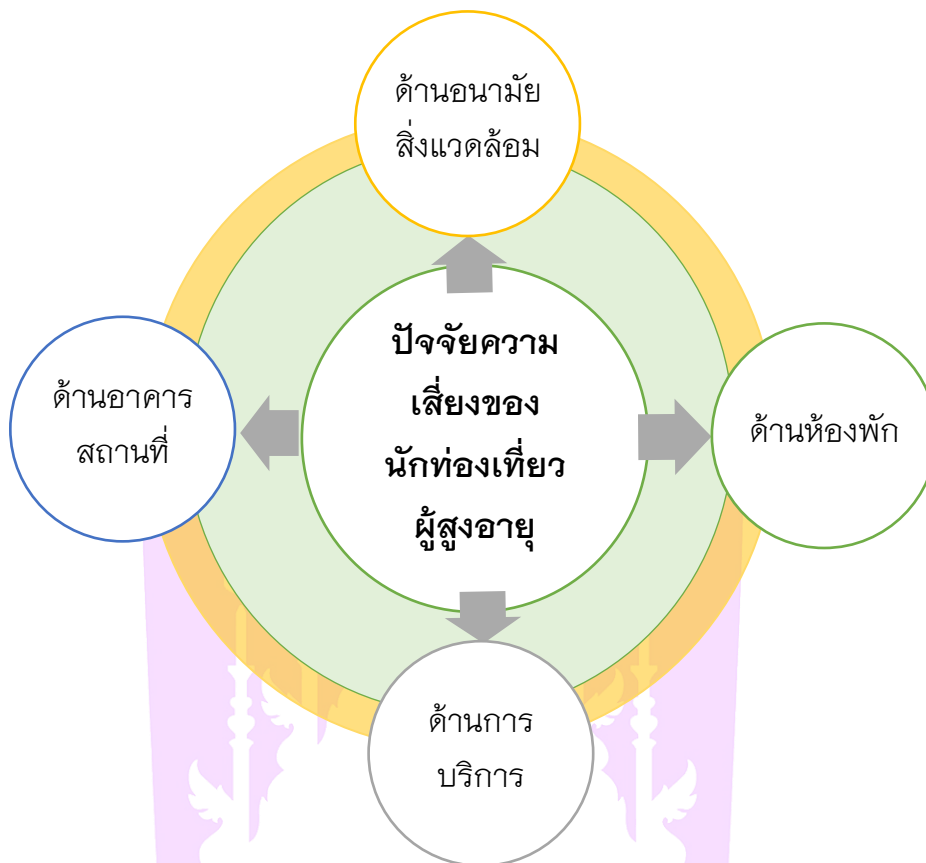 ด้านอนามัย
สิ่งแวดล้อม
ปัจจัยความ
เสี่ยงของ
นักท่องเที่ยว
ผู้สูงอายุ
ด้านอาคาร
สถานที่
ด้านห้องพัก
ด้านการ
บริการ